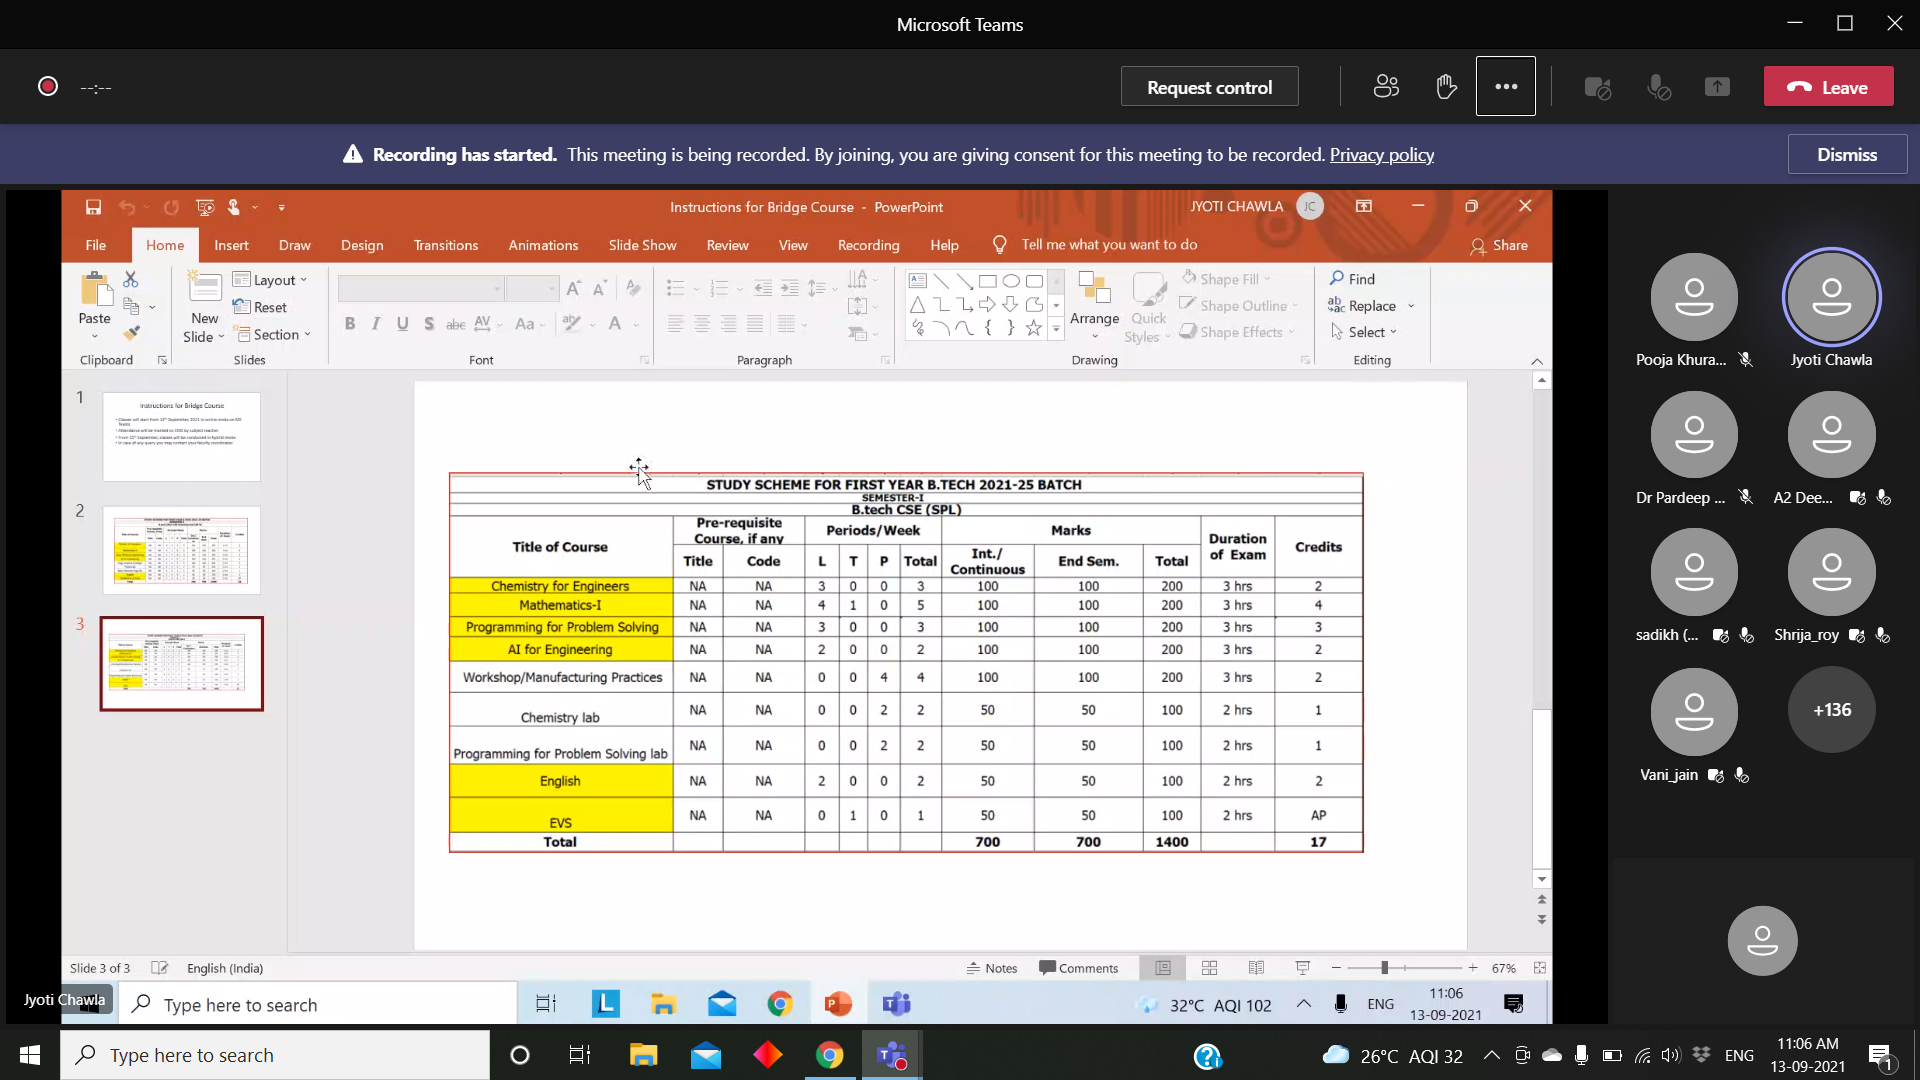 Microsoft Teams
--:--
Request control
Leave
Recording has started. This meeting is being recorded. By joining, you are giving consent for this meeting to be recorded. Privacy policy
Dismiss
Instructions for Bridge Course - PowerPoint
JYOTI CHAWLA JC
File Home Insert Draw Design Transitions Animations Slide Show Review View Recording Help Tell me what you want to do Share
Paste
New Slide
Layout
Reset
Section
B I U S abc AV Aa A
Shape Fill
Shape Outline
Shape Effects
Arrange
Quick Styles
Find
Replace
Select
Clipboard Slides Font Paragraph Drawing Editing
1
Instructions for Bridge Course
2
3
STUDY SCHEME FOR FIRST YEAR B.TECH 2021-25 BATCH
SEMESTER-I
B.tech CSE (SPL)
Title of Course Pre-requisite Course, if any Periods/Week Marks Duration of Exam Credits
Title Code L T P Total Int./ Continuous End Sem. Total
Chemistry for Engineers NA NA 3 0 0 3 100 100 200 3 hrs 2
Mathematics-I NA NA 4 1 0 5 100 100 200 3 hrs 4
Programming for Problem Solving NA NA 3 0 0 3 100 100 200 3 hrs 3
AI for Engineering NA NA 2 0 0 2 100 100 200 3 hrs 2
Workshop/Manufacturing Practices NA NA 0 0 4 4 100 100 200 3 hrs 2
Chemistry lab NA NA 0 0 2 2 50 50 100 2 hrs 1
Programming for Problem Solving lab NA NA 0 0 2 2 50 50 100 2 hrs 1
English NA NA 2 0 0 2 50 50 100 2 hrs 2
EVS NA NA 0 1 0 1 50 50 100 2 hrs AP
Total 700 700 1400 17
Slide 3 of 3 English (India) Notes Comments 67%
Jyoti Chawla
Type here to search
32°C AQI 102 ENG 11:06
13-09-2021
Pooja Khura...
Jyoti Chawla
Dr Pardeep ...
A2 Dee...
sadikh (...
Shrija_roy
Vani_jain
+136
Type here to search
26°C AQI 32 ENG 11:06 AM
13-09-2021
1